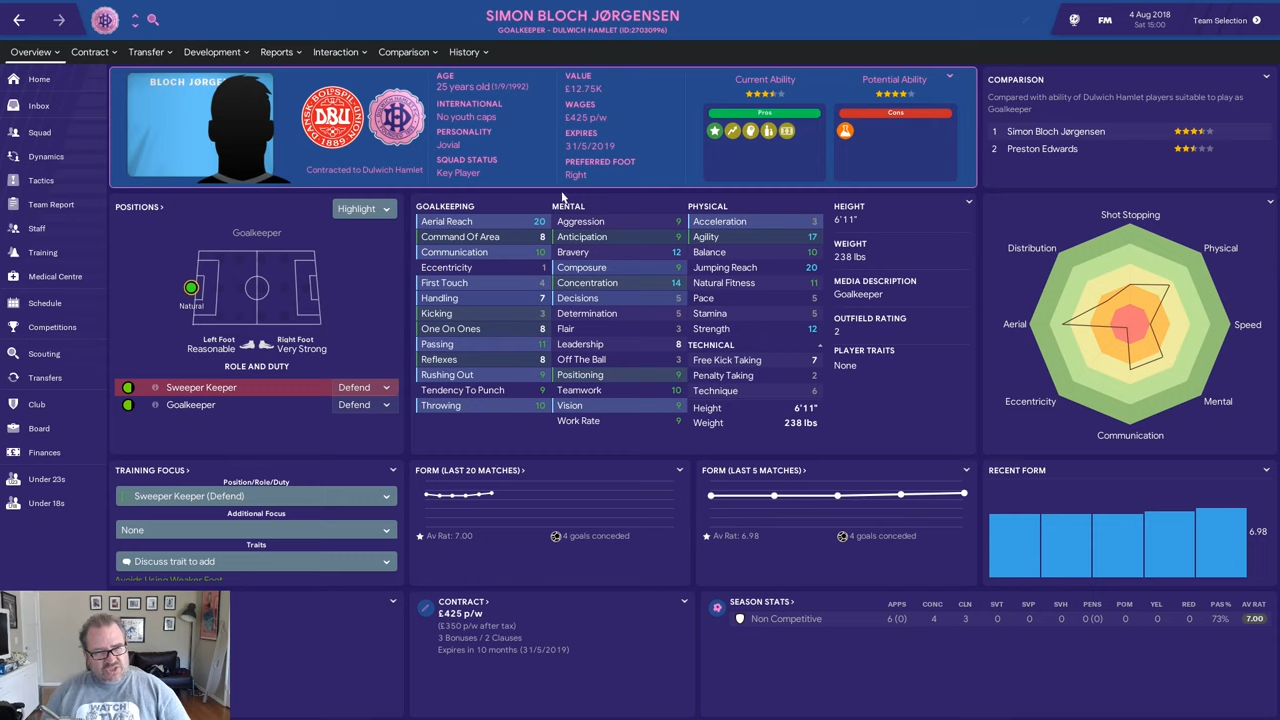 SIMON BLOCH JØRGENSEN
GOALKEEPER - DULWICH HAMLET (ID:27030996)
FM
4 Aug 2018
Sat 15:00
Team Selection
Overview
Contract
Transfer
Development
Reports
Interaction
Comparison
History
Home
Inbox
Squad
Dynamics
Tactics
Team Report
Staff
Training
Medical Centre
Schedule
Competitions
Scouting
Transfers
Club
Board
Finances
Under 23s
Under 18s
BLOCH JØRGEN
DANSK BOLDSPIL-UNION
DBU
1889
Contracted to Dulwich Hamlet
AGE
25 years old (1/9/1992)
INTERNATIONAL
No youth caps
PERSONALITY
Jovial
SQUAD STATUS
Key Player
VALUE
£12.75K
WAGES
£425 p/w
EXPIRES
31/5/2019
PREFERRED FOOT
Right
Current Ability
Pros
Potential Ability
Cons
COMPARISON
Compared with ability of Dulwich Hamlet players suitable to play as
Goalkeeper
1 Simon Bloch Jørgensen
2 Preston Edwards
POSITIONS
Highlight
Goalkeeper
Natural
Left Foot
Reasonable
Right Foot
Very Strong
ROLE AND DUTY
Sweeper Keeper Defend
Goalkeeper Defend
GOALKEEPING
Aerial Reach 20
Command Of Area 8
Communication 10
Eccentricity 1
First Touch 4
Handling 7
Kicking 3
One On Ones 8
Passing 11
Reflexes 8
Rushing Out 9
Tendency To Punch 9
Throwing 10
MENTAL
Aggression 9
Anticipation 9
Bravery 12
Composure 9
Concentration 14
Decisions 5
Determination 5
Flair 3
Leadership 8
Off The Ball 3
Positioning 9
Teamwork 10
Vision 9
Work Rate 9
PHYSICAL
Acceleration 3
Agility 17
Balance 10
Jumping Reach 20
Natural Fitness 11
Pace 5
Stamina 5
Strength 12
TECHNICAL
Free Kick Taking 7
Penalty Taking 2
Technique 6
Height 6'11"
Weight 238 lbs
HEIGHT
6'11"
WEIGHT
238 lbs
MEDIA DESCRIPTION
Goalkeeper
OUTFIELD RATING
2
PLAYER TRAITS
None
Shot Stopping
Physical
Speed
Mental
Communication
Eccentricity
Aerial
Distribution
TRAINING FOCUS
Position/Role/Duty
Sweeper Keeper (Defend)
Additional Focus
None
Traits
Discuss trait to add
Avoids Using Weaker Foot
FORM (LAST 20 MATCHES)
Av Rat: 7.00
4 goals conceded
FORM (LAST 5 MATCHES)
Av Rat: 6.98
4 goals conceded
RECENT FORM
6.98
CONTRACT
£425 p/w
(£350 p/w after tax)
3 Bonuses / 2 Clauses
Expires in 10 months (31/5/2019)
SEASON STATS
APPS CONC CLN SVT SVP SVH PENS POM YEL RED PAS% AV RAT
Non Competitive 6 (0) 4 3 0 0 0 0 (0) 0 0 0 73% 7.00
WATCH
TV